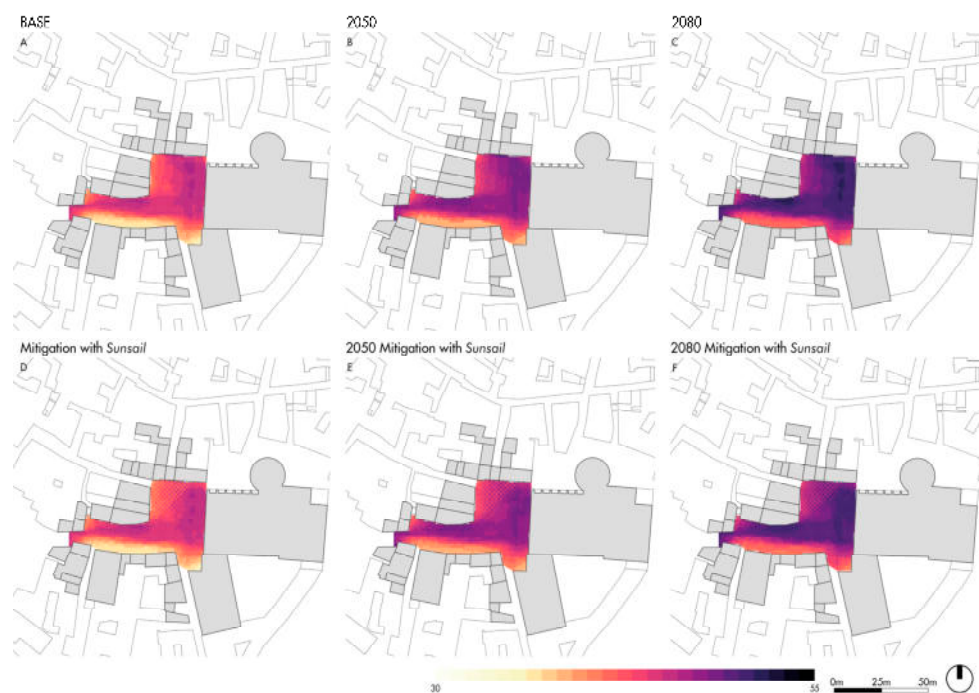 BASE
2050
2080
A
B
C
Mitigation with Sunsail
2050 Mitigation with Sunsail
2080 Mitigation with Sunsail
D
E
F
30
55
0m
25m
50m